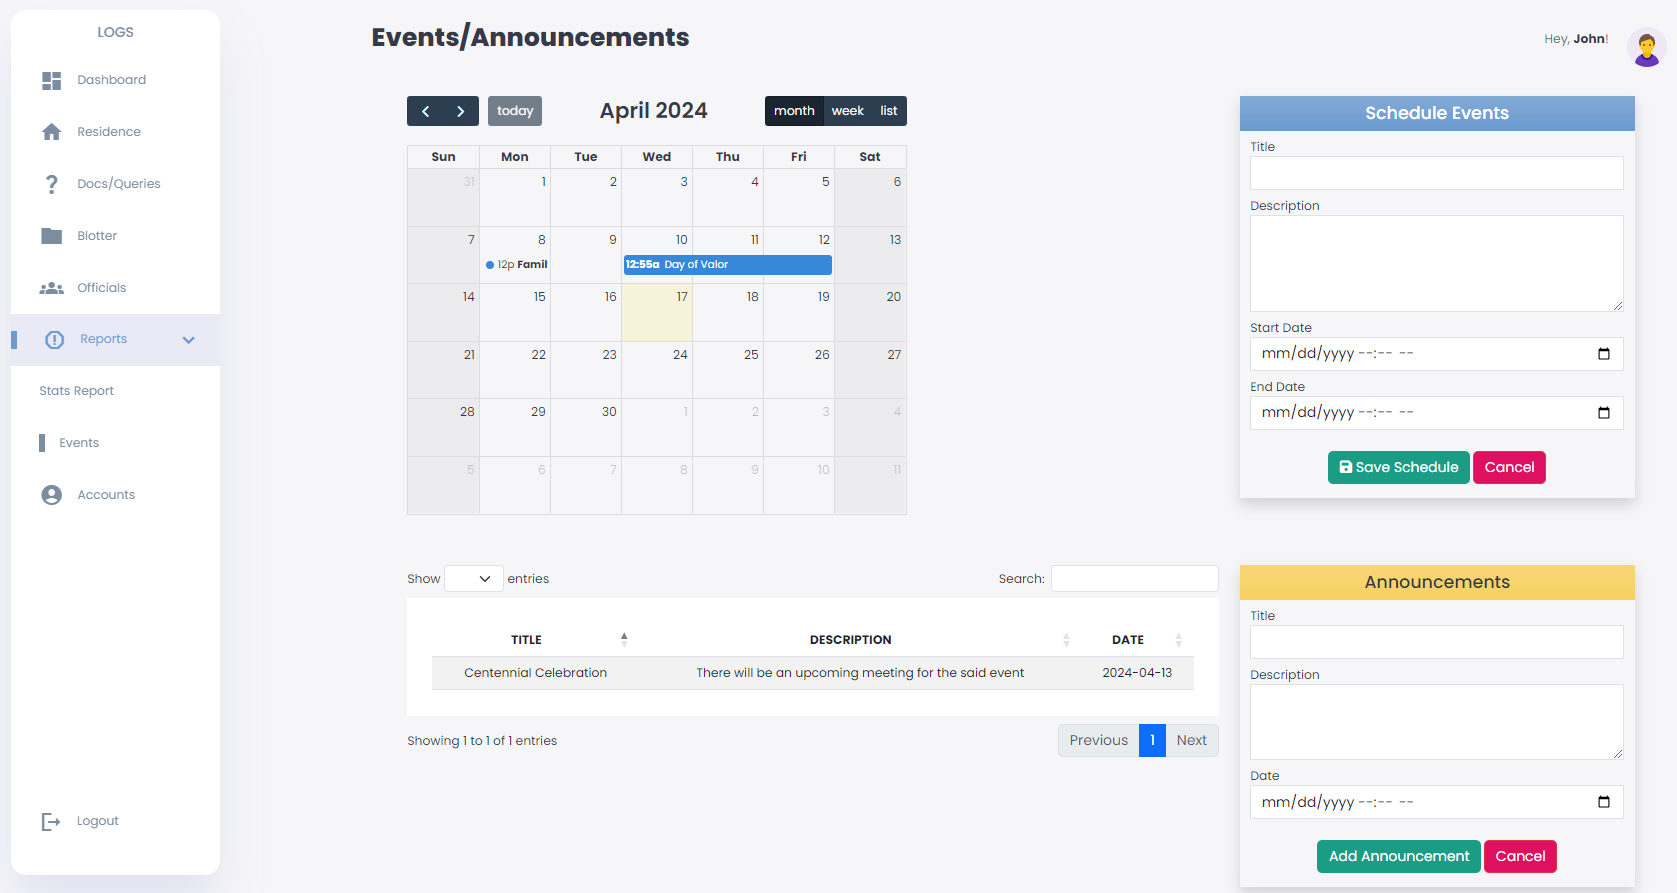 LOGS
Dashboard
Residence
Docs/Queries
Blotter
Officials
Reports
Stats Report
Events
Accounts
Logout
Events/Announcements
Hey, John!
today
April 2024
month week list
Sun Mon Tue Wed Thu Fri Sat
31 1 2 3 4 5 6
7 8 9 10 11 12 13
12p Famil
12:55a Day of Valor
14 15 16 17 18 19 20
21 22 23 24 25 26 27
28 29 30 1 2 3 4
5 6 7 8 9 10 11
Schedule Events
Title
Description
Start Date
mm/dd/yyyy --:-- --
End Date
mm/dd/yyyy --:-- --
Save Schedule Cancel
Show entries
Search:
TITLE DESCRIPTION DATE
Centennial Celebration There will be an upcoming meeting for the said event 2024-04-13
Showing 1 to 1 of 1 entries
Previous 1 Next
Announcements
Title
Description
Date
mm/dd/yyyy --:-- --
Add Announcement Cancel